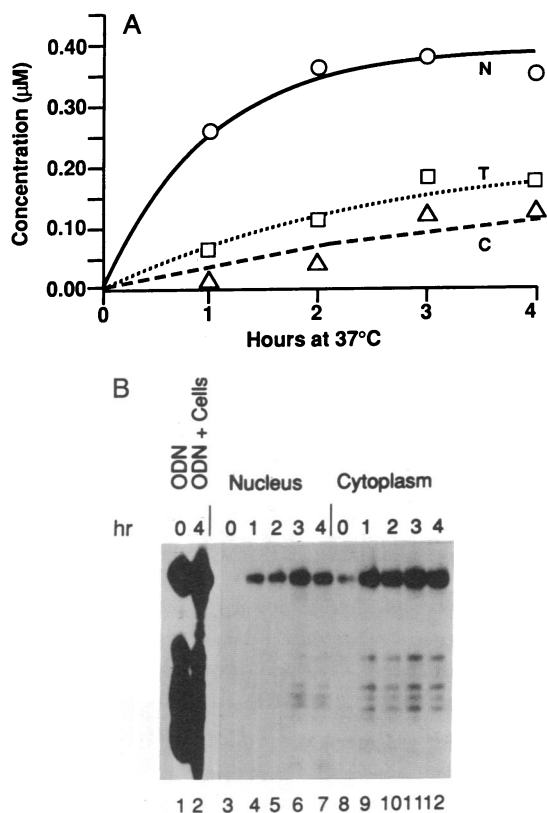 A
0.40
0.30
0.20
0.10
0.00
Concentration (μM)
N
T
C
0 1 2 3 4
Hours at 37°C
B
ODN
ODN + Cells
Nucleus Cytoplasm
hr 0 4 0 1 2 3 4 0 1 2 3 4
1 2 3 4 5 6 7 8 9 10 11 12